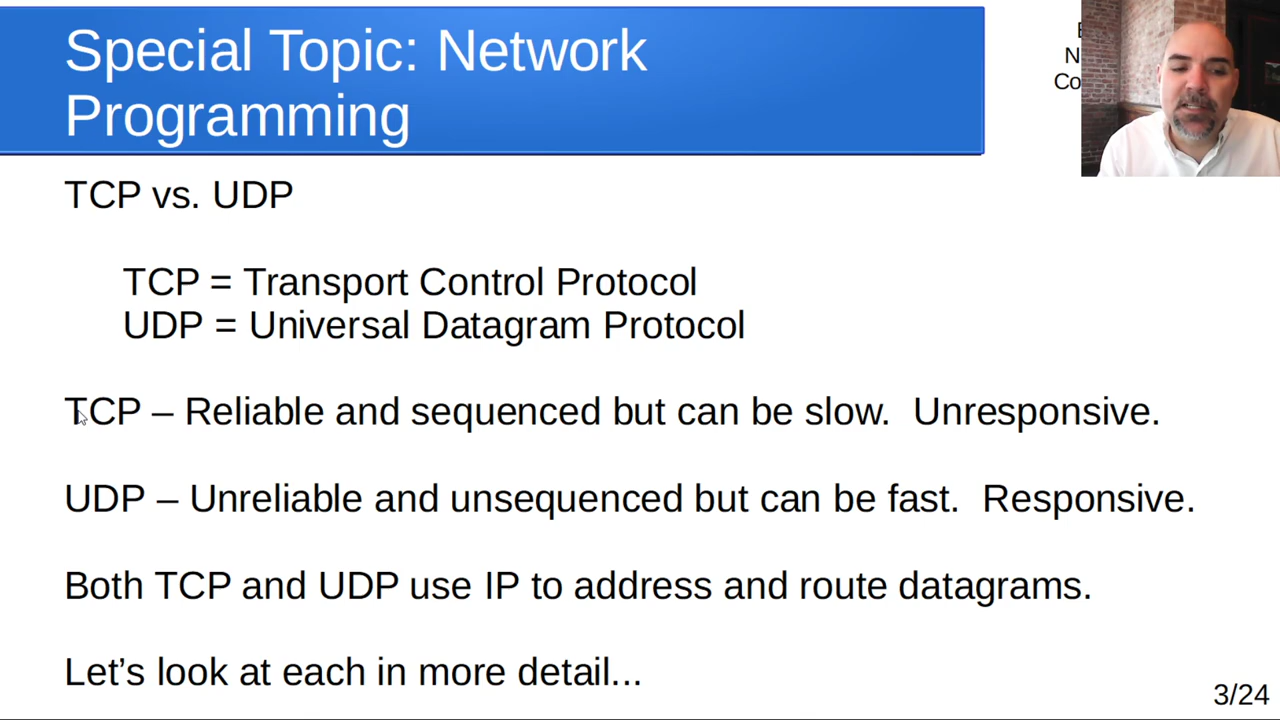 Special Topic: Network
Programming
TCP vs. UDP
TCP = Transport Control Protocol
UDP = Universal Datagram Protocol
TCP – Reliable and sequenced but can be slow. Unresponsive.
UDP – Unreliable and unsequenced but can be fast. Responsive.
Both TCP and UDP use IP to address and route datagrams.
Let’s look at each in more detail...
3/24